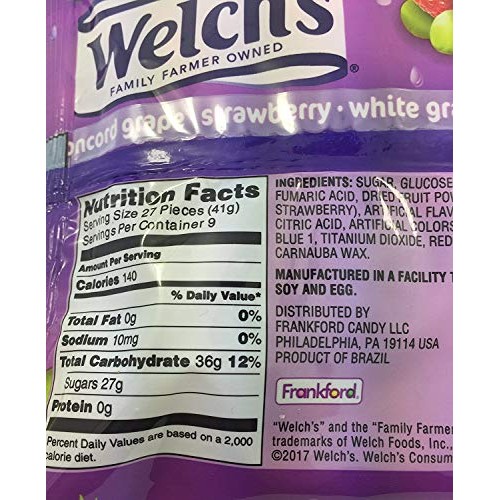 Welch's®
FAMILY FARMER OWNED
concord grape strawberry • white
Nutrition Facts
Serving Size 27 Pieces (41g)
Servings Per Container 9
Amount Per Serving
Calories 140
% Daily Value*
Total Fat 0g 0%
Sodium 10mg 0%
Total Carbohydrate 36g 12%
Sugars 27g
Protein 0g
Percent Daily Values are based on a 2,000
calorie diet.
INGREDIENTS: SUGAR, GLUCOSE
FUMARIC ACID, DRIED FRUIT
STRAWBERRY), ARTIFICIAL
CITRIC ACID, ARTIFICIAL COLORS
BLUE 1, TITANIUM DIOXIDE, RED
CARNAUBA WAX.
MANUFACTURED IN A FACILITY
SOY AND EGG.
DISTRIBUTED BY
FRANKFORD CANDY LLC
PHILADELPHIA, PA 19114 USA
PRODUCT OF BRAZIL
Frankford
"Welch's" and the "Family Farmer
trademarks of Welch Foods, Inc.,
©2017 Welch's. Welch's